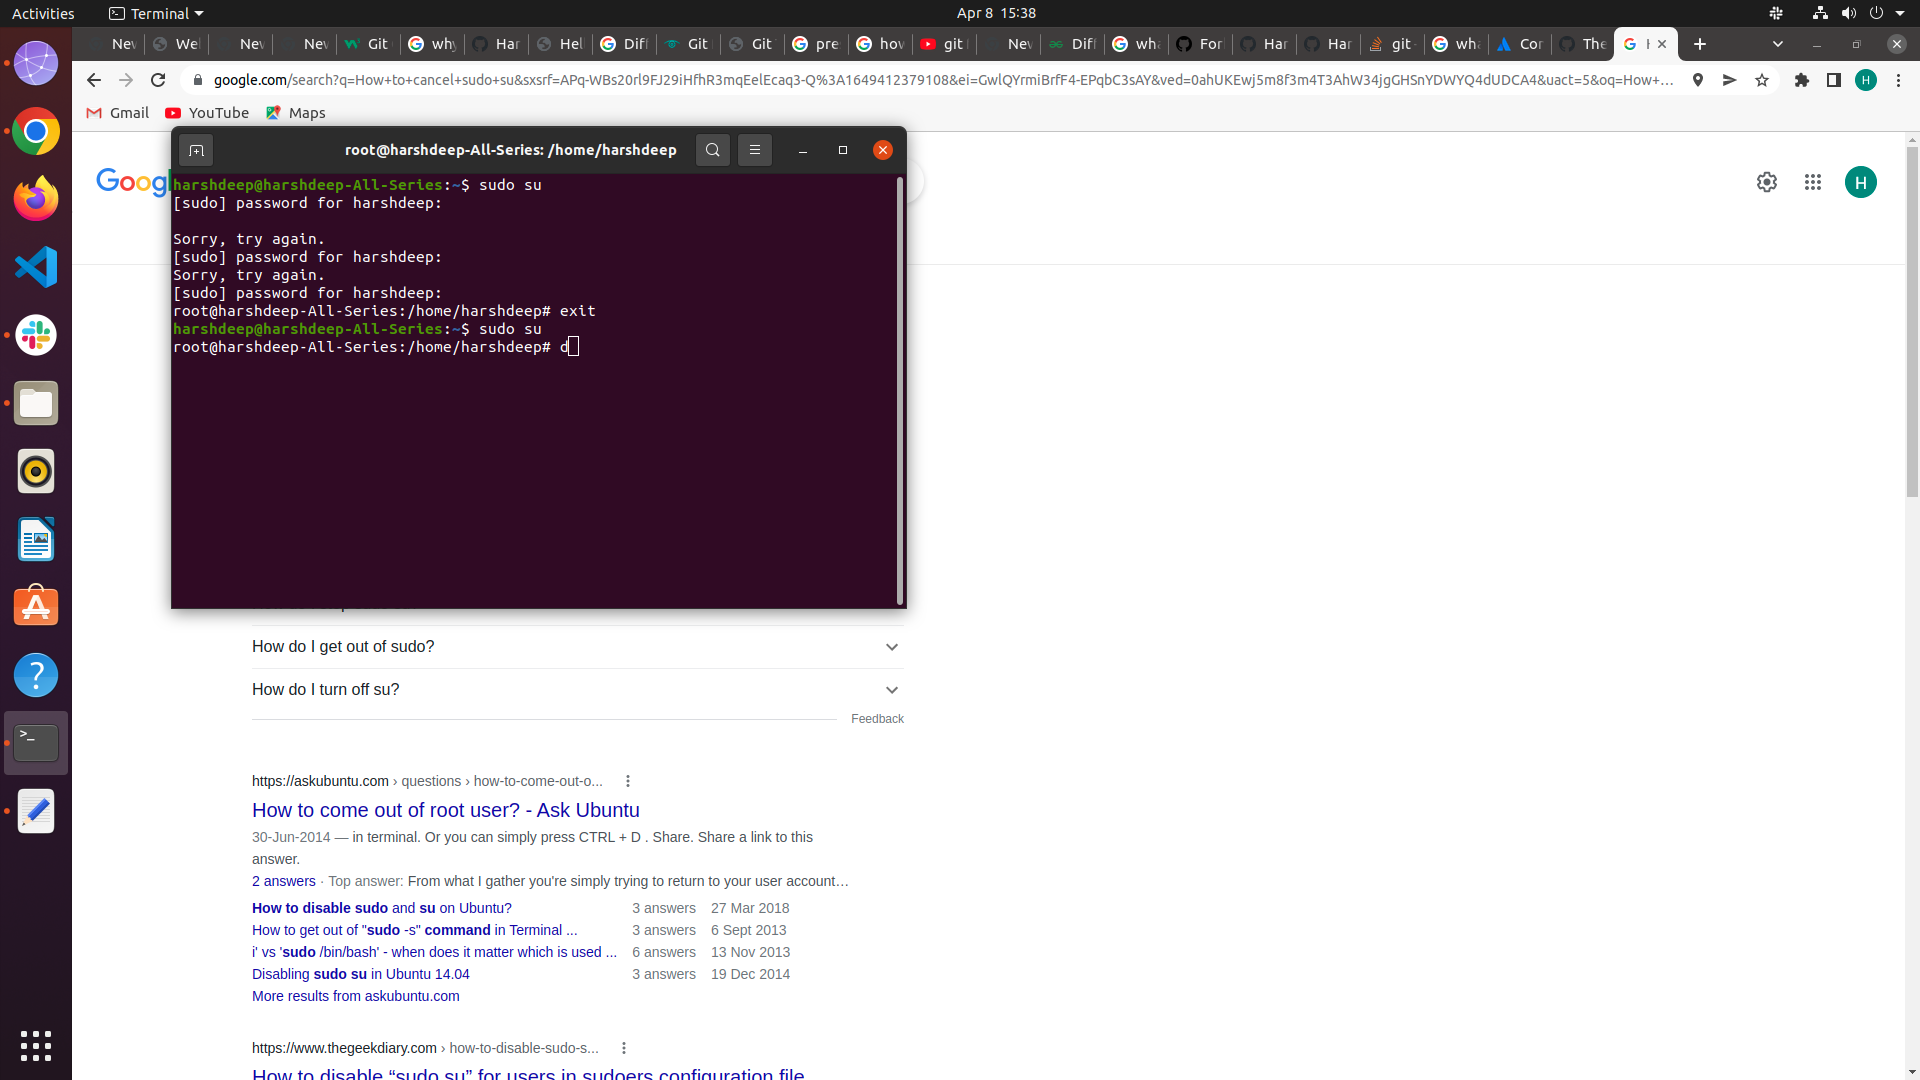 Activities
Terminal
Apr 8 15:38
Nev
Wel
Nev
Nev
Git
why
Har
Hell
Diff
Git
Git
pre
how
git
Nev
Diff
wha
For
Har
Har
git
wha
Cor
The
google.com/search?q=How+to+cancel+sudo+su&sxsrf=APq-WBs20rl9FJ29iHfhR3mqEelEcaq3-Q%3A1649412379108&ei=GwlQYrmiBrfF4-EPqbC3sAY&ved=0ahUKEwj5m8f3m4T3AhW34jgGHSnYDWYQ4dUDCA4&uact=5&oq=How+...
H
Gmail
YouTube
Maps
root@harshdeep-All-Series: /home/harshdeep
harshdeep@harshdeep-All-Series:~$ sudo su
[sudo] password for harshdeep:
Sorry, try again.
[sudo] password for harshdeep:
Sorry, try again.
[sudo] password for harshdeep:
root@harshdeep-All-Series:/home/harshdeep# exit
harshdeep@harshdeep-All-Series:~$ sudo su
root@harshdeep-All-Series:/home/harshdeep# d
H
How do I get out of sudo?
How do I turn off su?
Feedback
https://askubuntu.com › questions › how-to-come-out-o...
How to come out of root user? - Ask Ubuntu
30-Jun-2014 — in terminal. Or you can simply press CTRL + D . Share. Share a link to this
answer.
2 answers · Top answer: From what I gather you're simply trying to return to your user account…
How to disable sudo and su on Ubuntu? 3 answers 27 Mar 2018
How to get out of "sudo -s" command in Terminal ... 3 answers 6 Sept 2013
i' vs 'sudo /bin/bash' - when does it matter which is used ... 6 answers 13 Nov 2013
Disabling sudo su in Ubuntu 14.04 3 answers 19 Dec 2014
More results from askubuntu.com
https://www.thegeekdiary.com › how-to-disable-sudo-s...
How to disable “sudo su” for users in sudoers configuration file